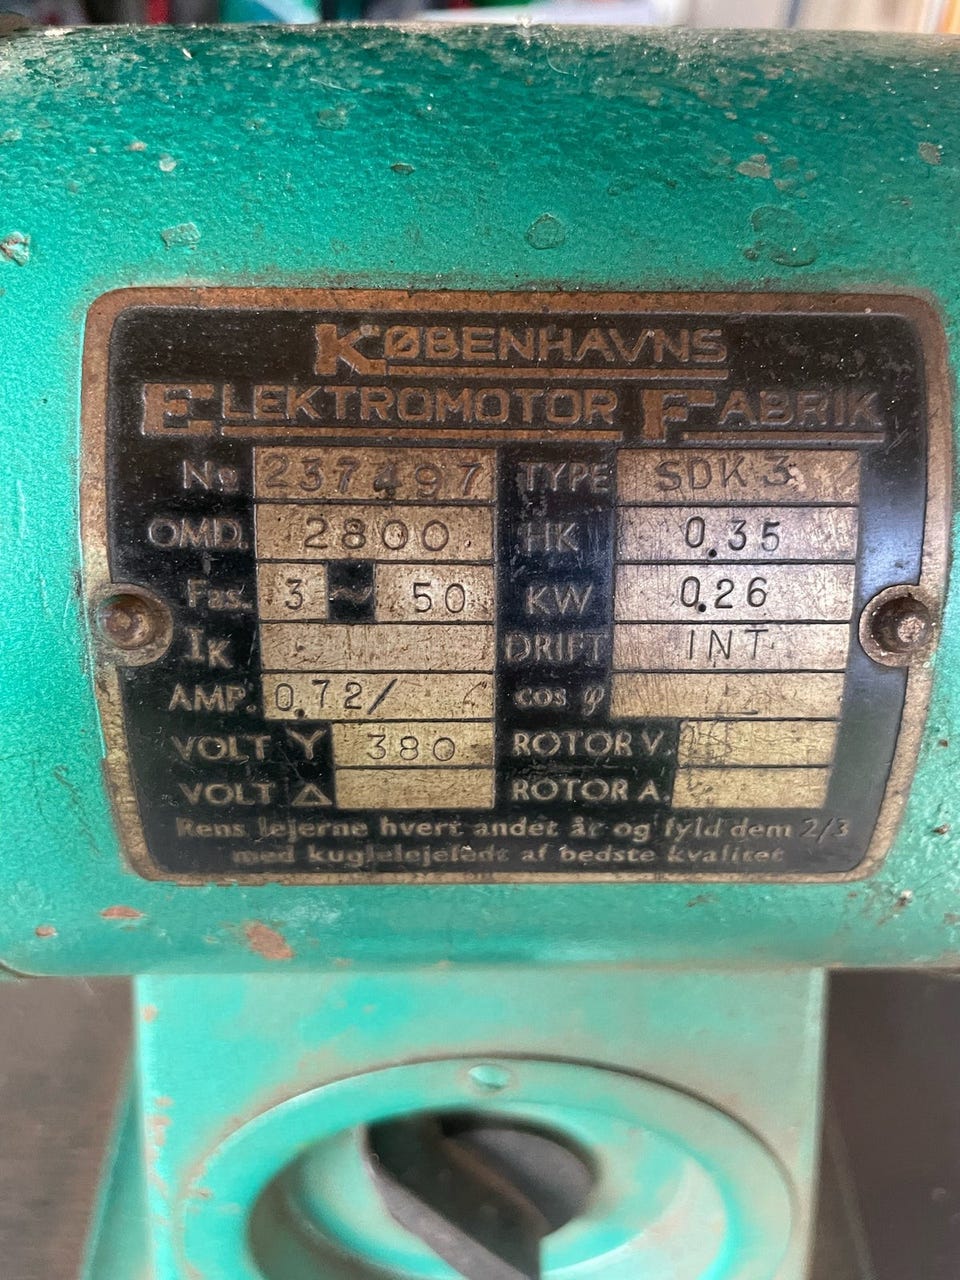 KØBENHAVNS
ELEKTROMOTOR FABRIK
No 237497 TYPE SDK 3
OMD. 2800 HK 0.35
Fas. 3 ~ 50 KW 0.26
IK DRIFT INT
AMP. 0.72/ cos φ
VOLT Y 380 ROTOR V.
VOLT Δ ROTOR A.
Rens lejerne hvert andet år og fyld dem 2/3
med kuglelejefedt af bedste kvalitet